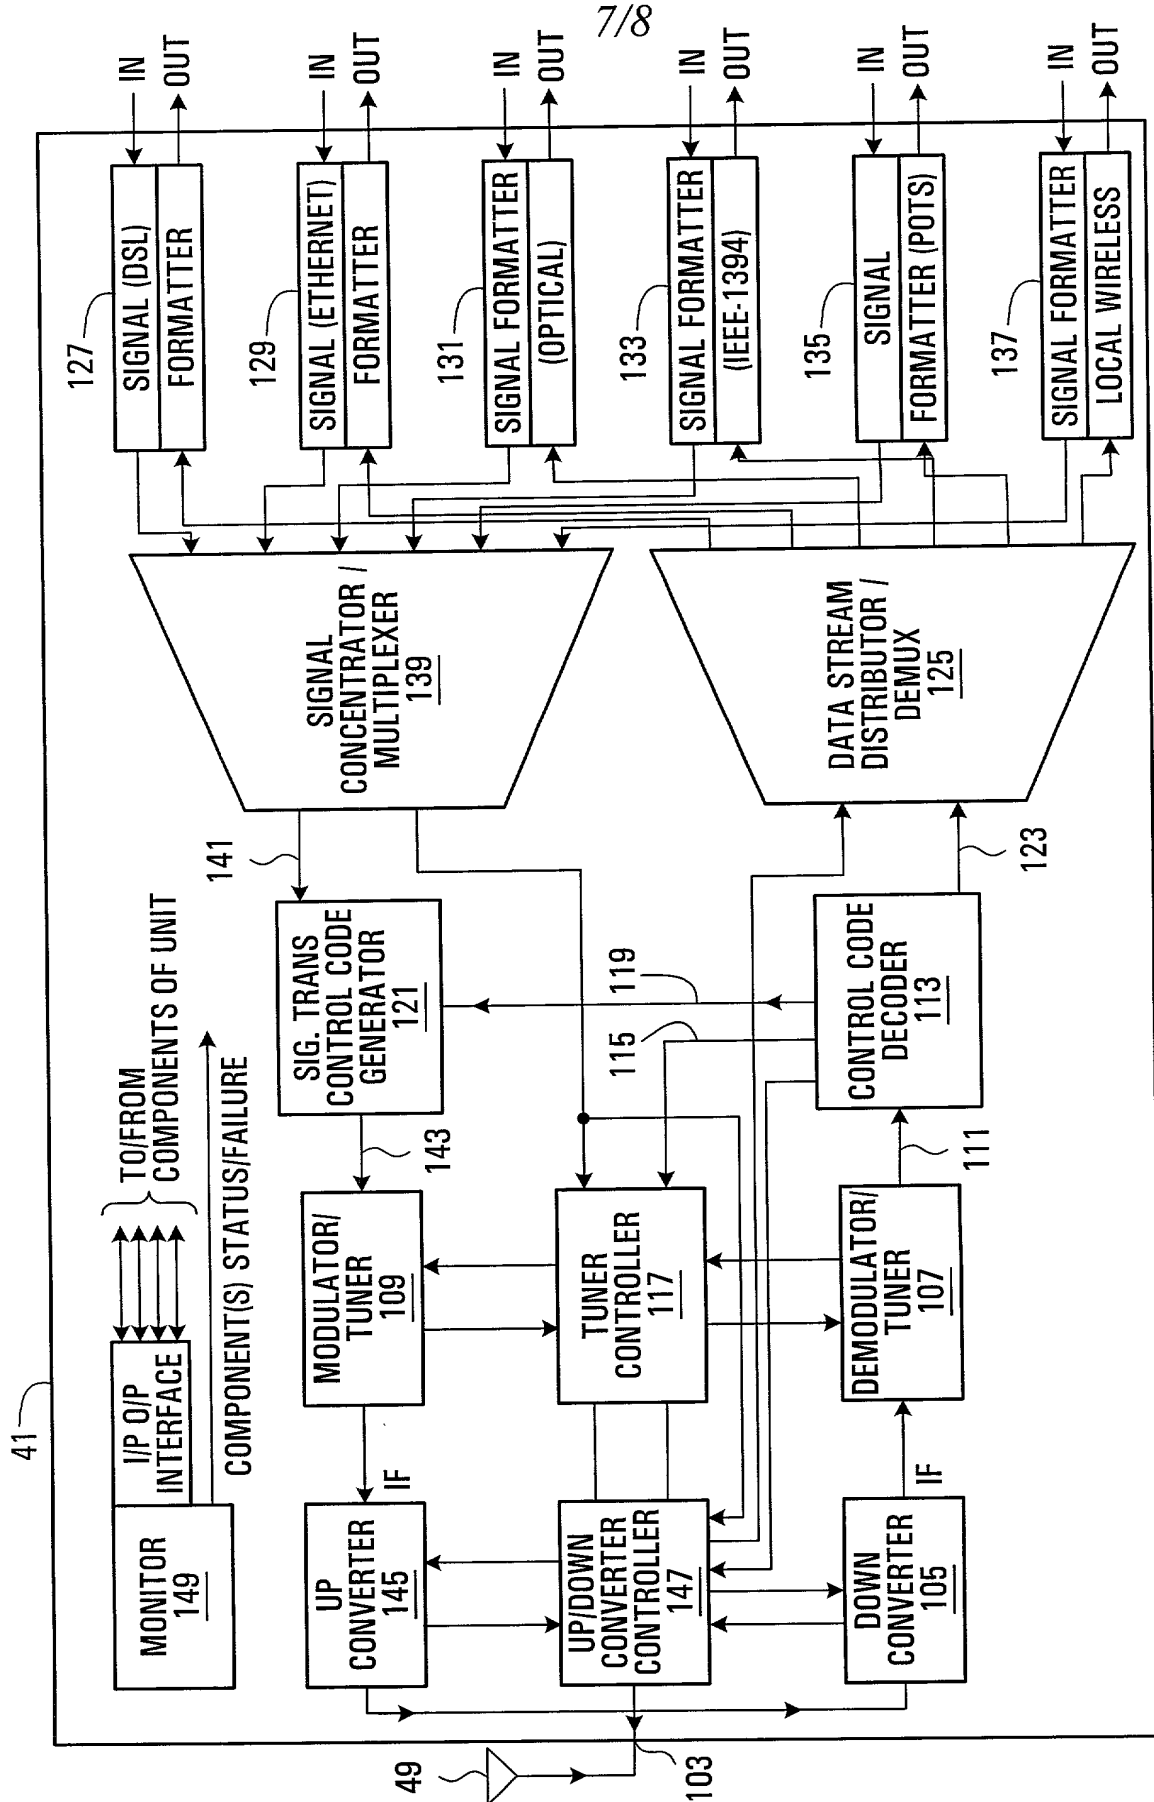 7/8
41
MONITOR
149
I/P O/P
INTERFACE
TO/FROM
COMPONENTS OF UNIT
COMPONENT(S) STATUS/FAILURE
127
SIGNAL (DSL)
FORMATTER
IN
OUT
129
SIGNAL (ETHERNET)
FORMATTER
IN
OUT
131
SIGNAL FORMATTER
(OPTICAL)
IN
OUT
133
SIGNAL FORMATTER
(IEEE-1394)
IN
OUT
135
SIGNAL
FORMATTER (POTS)
IN
OUT
137
SIGNAL FORMATTER
LOCAL WIRELESS
IN
OUT
SIGNAL
CONCENTRATOR /
MULTIPLEXER
139
DATA STREAM
DISTRIBUTOR /
DEMUX
125
141
SIG. TRANS
CONTROL CODE
GENERATOR
121
143
MODULATOR/
TUNER
109
IF
UP
CONVERTER
145
119
115
TUNER
CONTROLLER
117
UP/DOWN
CONVERTER
CONTROLLER
147
123
CONTROL CODE
DECODER
113
111
DEMODULATOR/
TUNER
107
IF
DOWN
CONVERTER
105
49
103